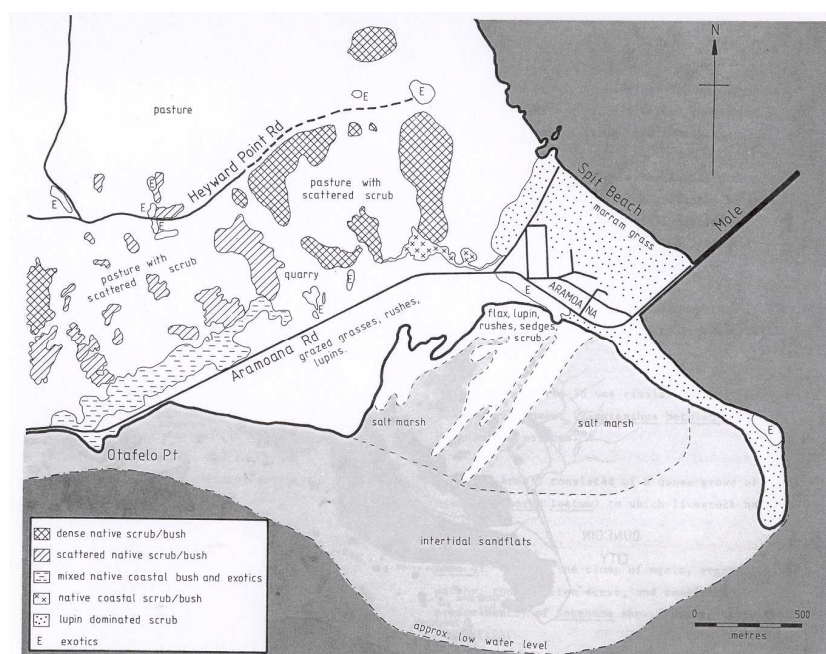 N
pasture
E
E
Heyward Point Rd
E
E
E
pasture with
scattered scrub
Spit Beach
marram grass
Mole
pasture with
scattered scrub
quarry
E
E
E
ARAMOANA
Aramoana Rd
grazed grasses, rushes,
lupins.
flax, lupin,
rushes, sedges,
scrub.
salt marsh
salt marsh
E
Otafelo Pt
intertidal sandflats
approx. low water level
dense native scrub/bush
scattered native scrub/bush
mixed native coastal bush and exotics
native coastal scrub/bush
lupin dominated scrub
E exotics
DUNEDIN
CITY
0 500
metres